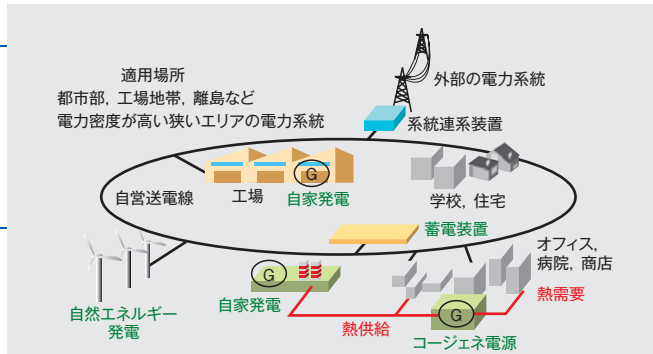 適用場所
都市部, 工場地帯, 離島など
電力密度が高い狭いエリアの電力系統
外部の電力系統
系統連系装置
自営送電線
工場
G
自家発電
学校, 住宅
蓄電装置
オフィス,
病院, 商店
自然エネルギー
発電
G
自家発電
熱供給
G
コージェネ電源
熱需要